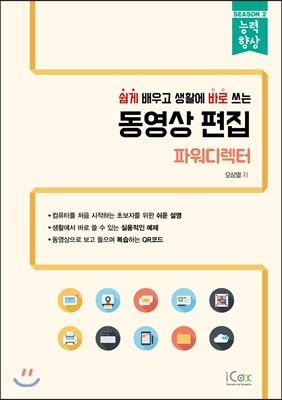 SEASON 2
능력
향상
쉽게 배우고 생활에 바로 쓰는
동영상 편집
파워디렉터
오상열 저
• 컴퓨터를 처음 시작하는 초보자를 위한 쉬운 설명
• 생활에서 바로 쓸 수 있는 실용적인 예제
• 동영상으로 보고 들으며 복습하는 QR코드
iCox